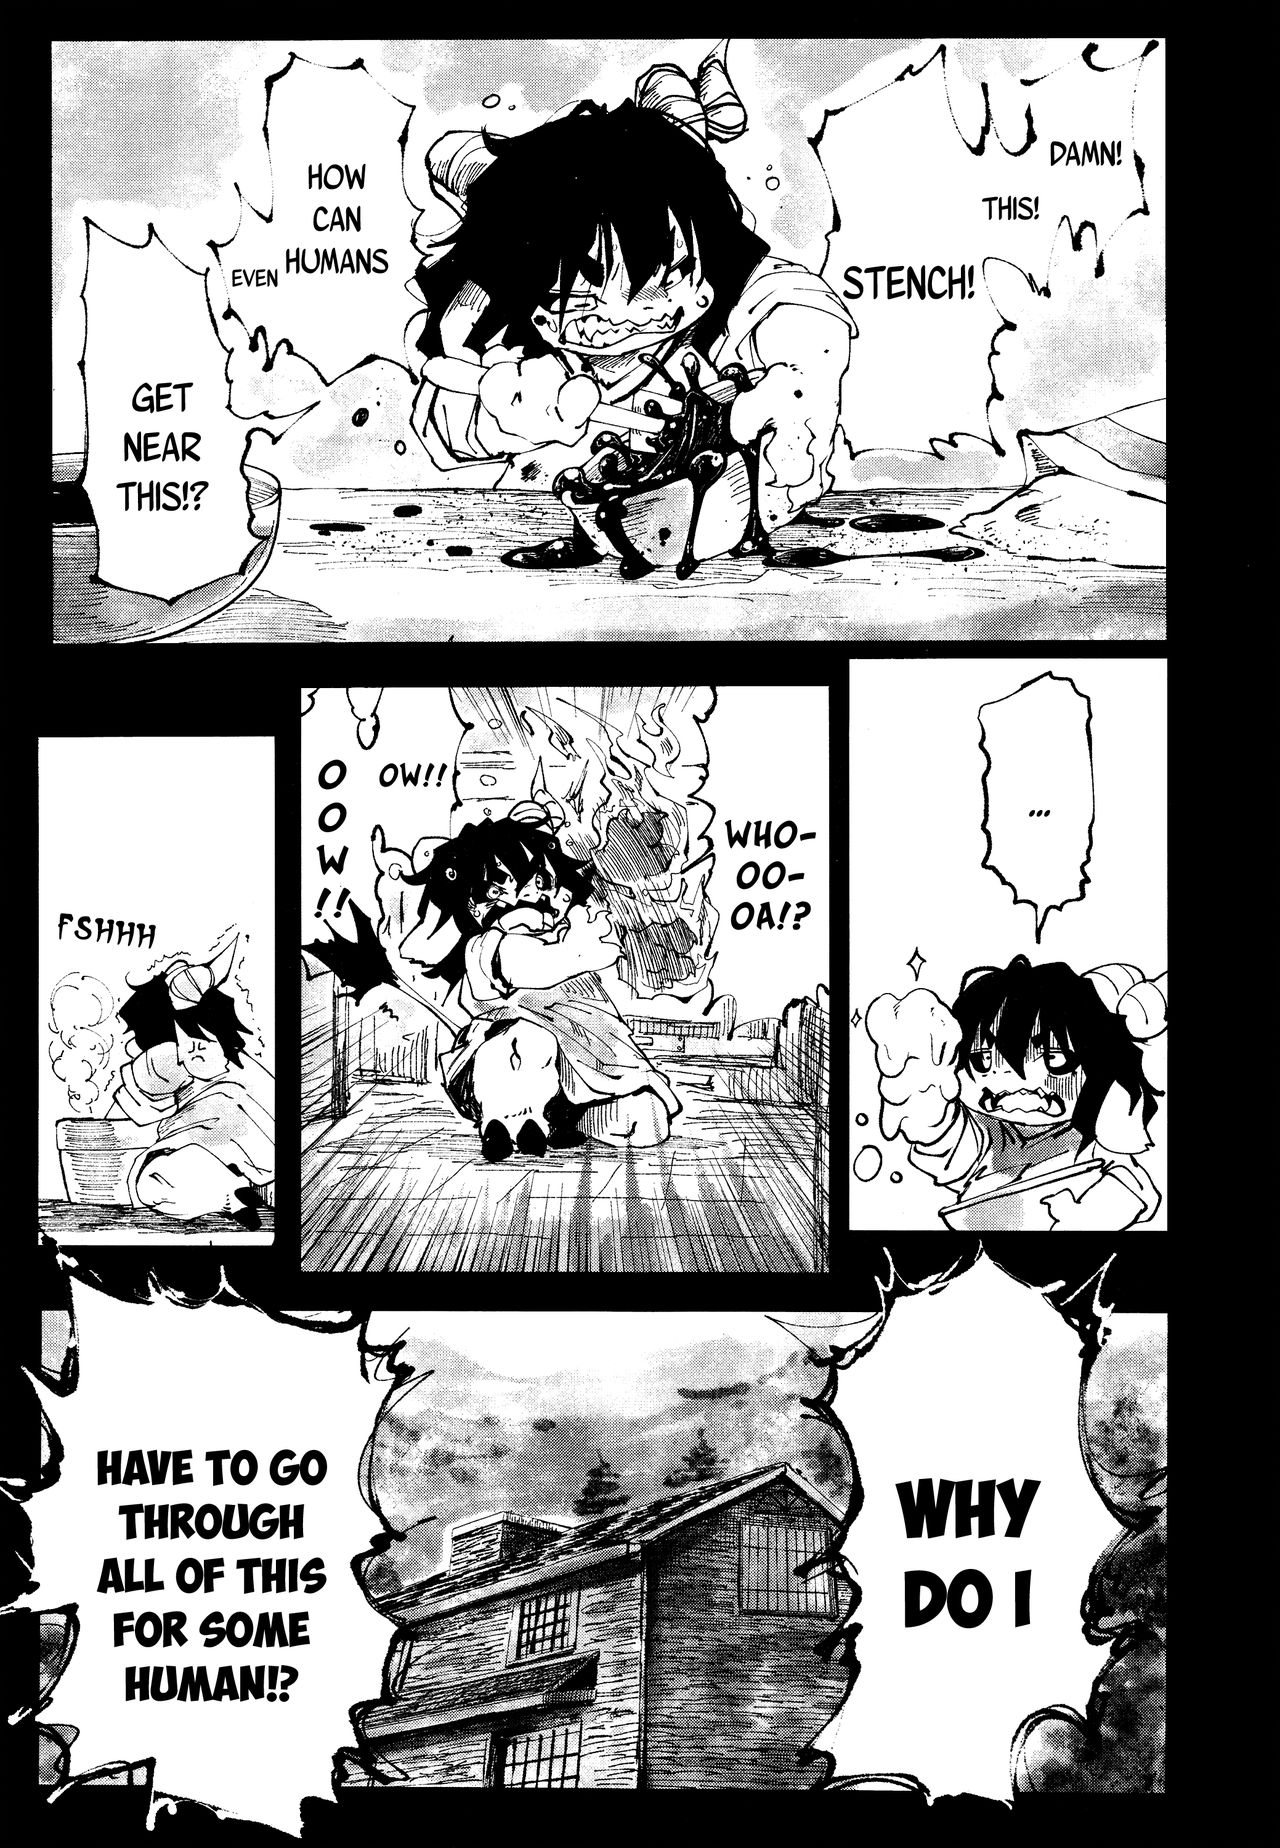 DAMN!
THIS!
STENCH!
HOW
CAN
HUMANS
EVEN
GET
NEAR
THIS!?
...
WHO-
OO-
OA!?
OW!!
O
O
W
!!
FSHHH
WHY
DO I
HAVE TO GO
THROUGH
ALL OF THIS
FOR SOME
HUMAN!?